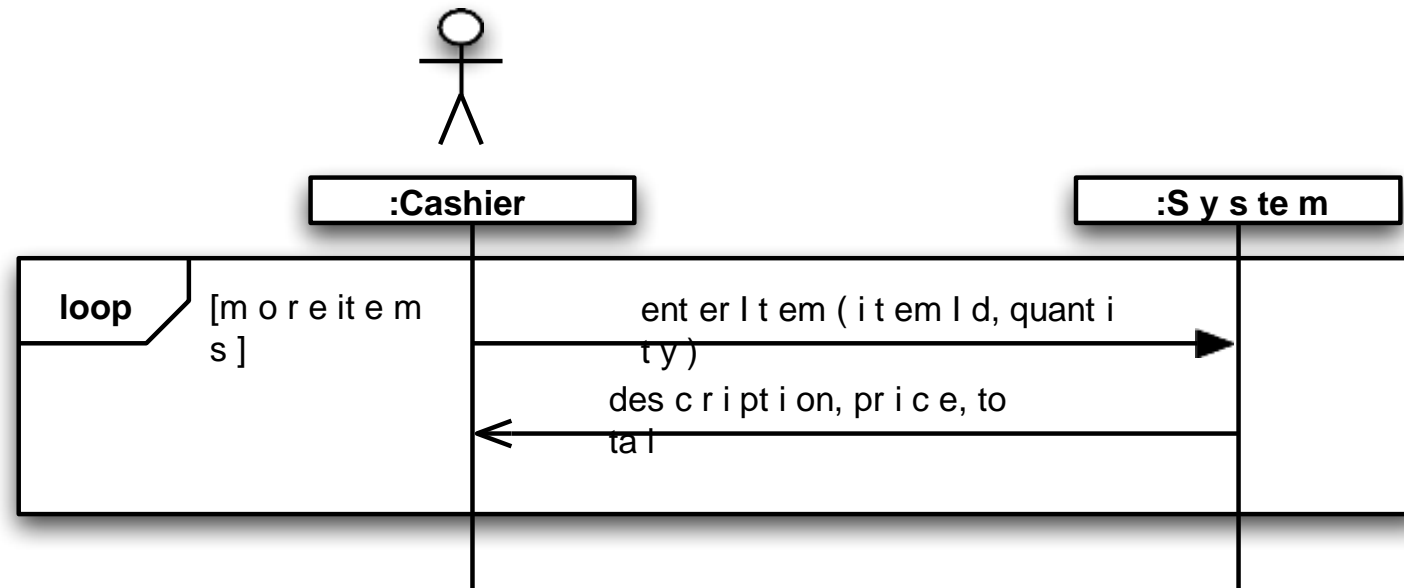 :Cashier
:S y s te m
loop
[m o r e it e m
s ]
ent er I t em ( i t em I d, quant i
t y )
des c r i pt i on, pr i c e, to
ta l